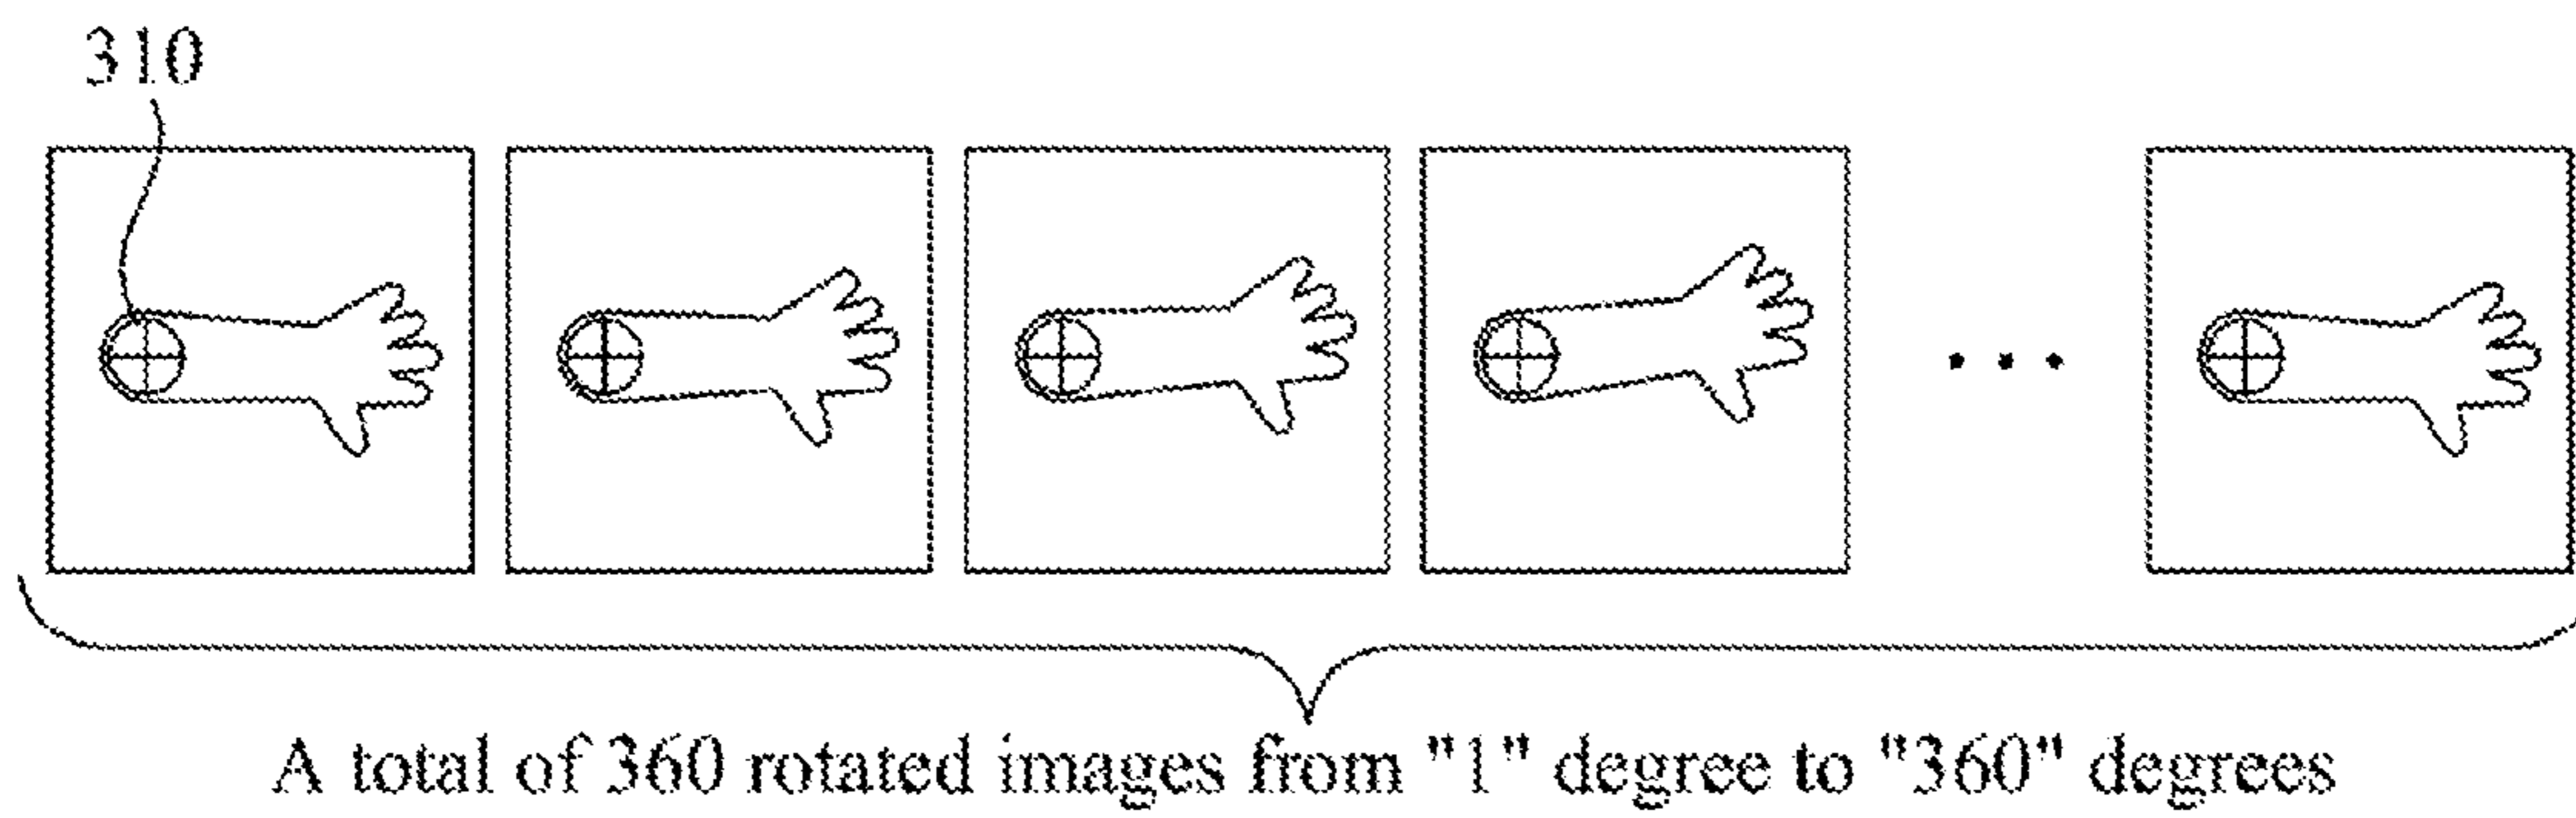 310
A total of 360 rotated images from "1" degree to "360" degrees